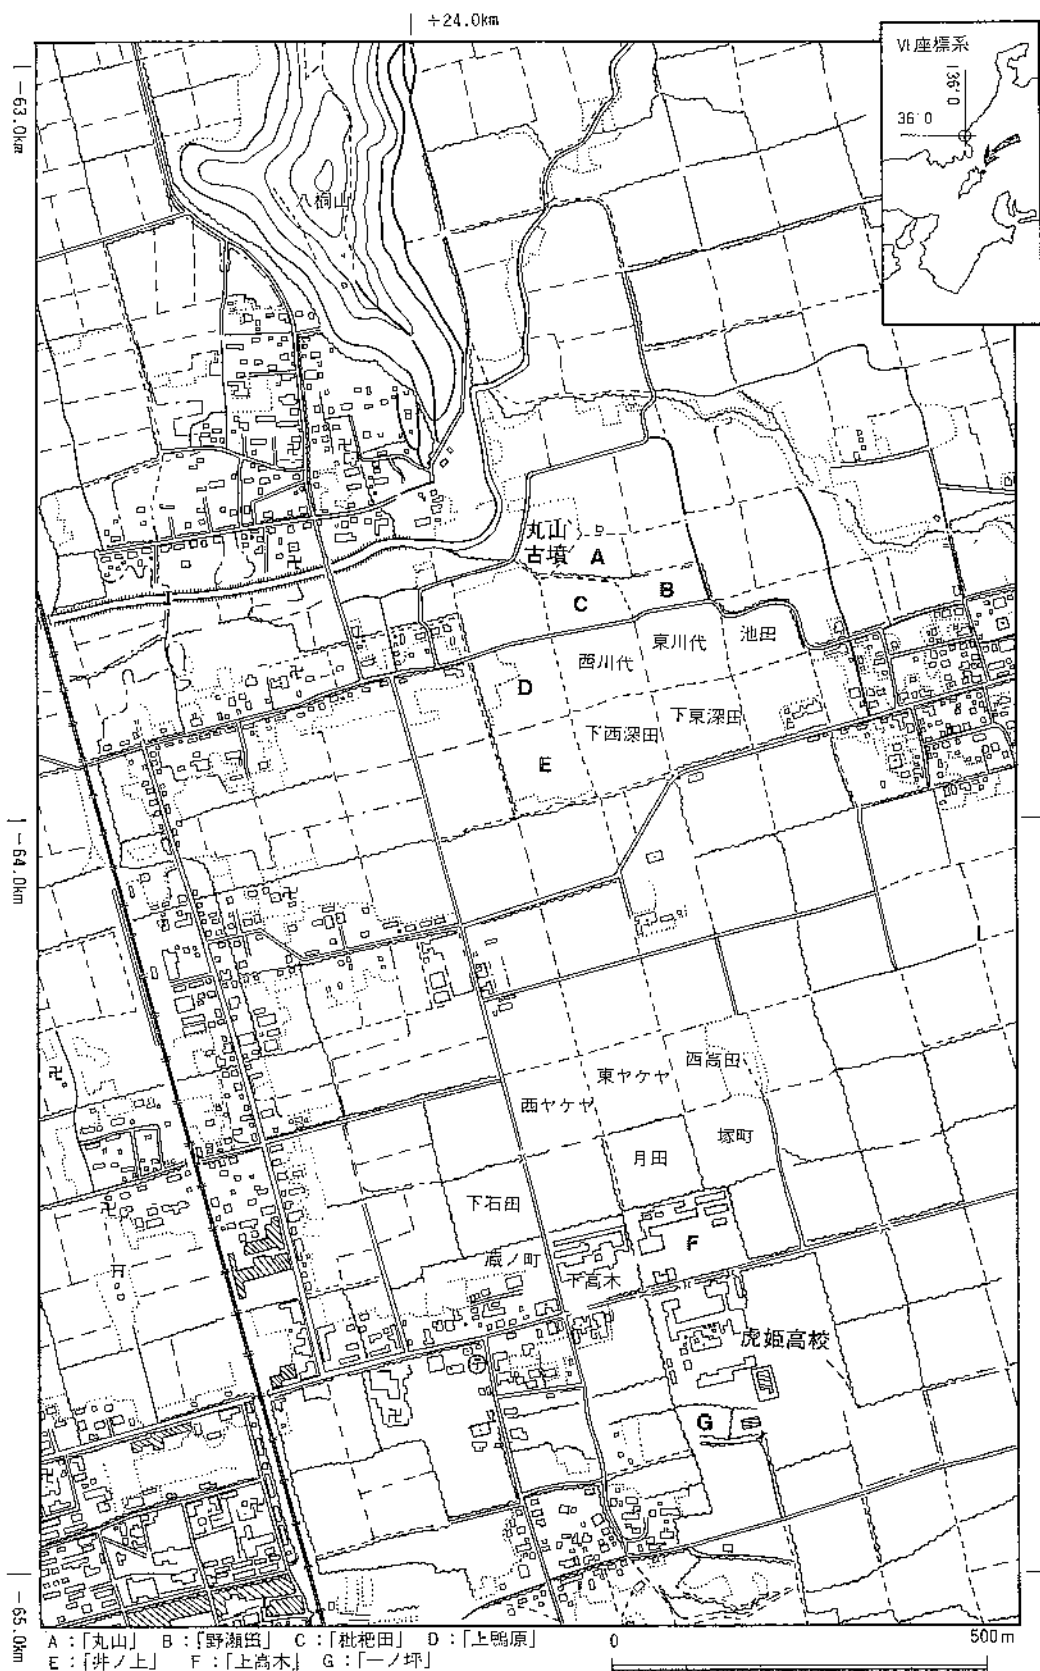 +24.0km
Ⅵ座標系
136°0
36°0
-63.0km
八桐山
丸山
古墳
A
B
C
東川代
池田
西川代
D
下東深田
下西深田
E
-64.0km
西高田
東ヤケヤ
西ヤケヤ
塚町
月田
下石田
F
蔵ノ町
下高木
虎姫高校
G
-65.0km
A:「丸山」 B:「野瀬田」 C:「枇杷田」 D:「上鴨原」
0 500m
E:「井ノ上」 F:「上高木」 G:「一ノ坪」